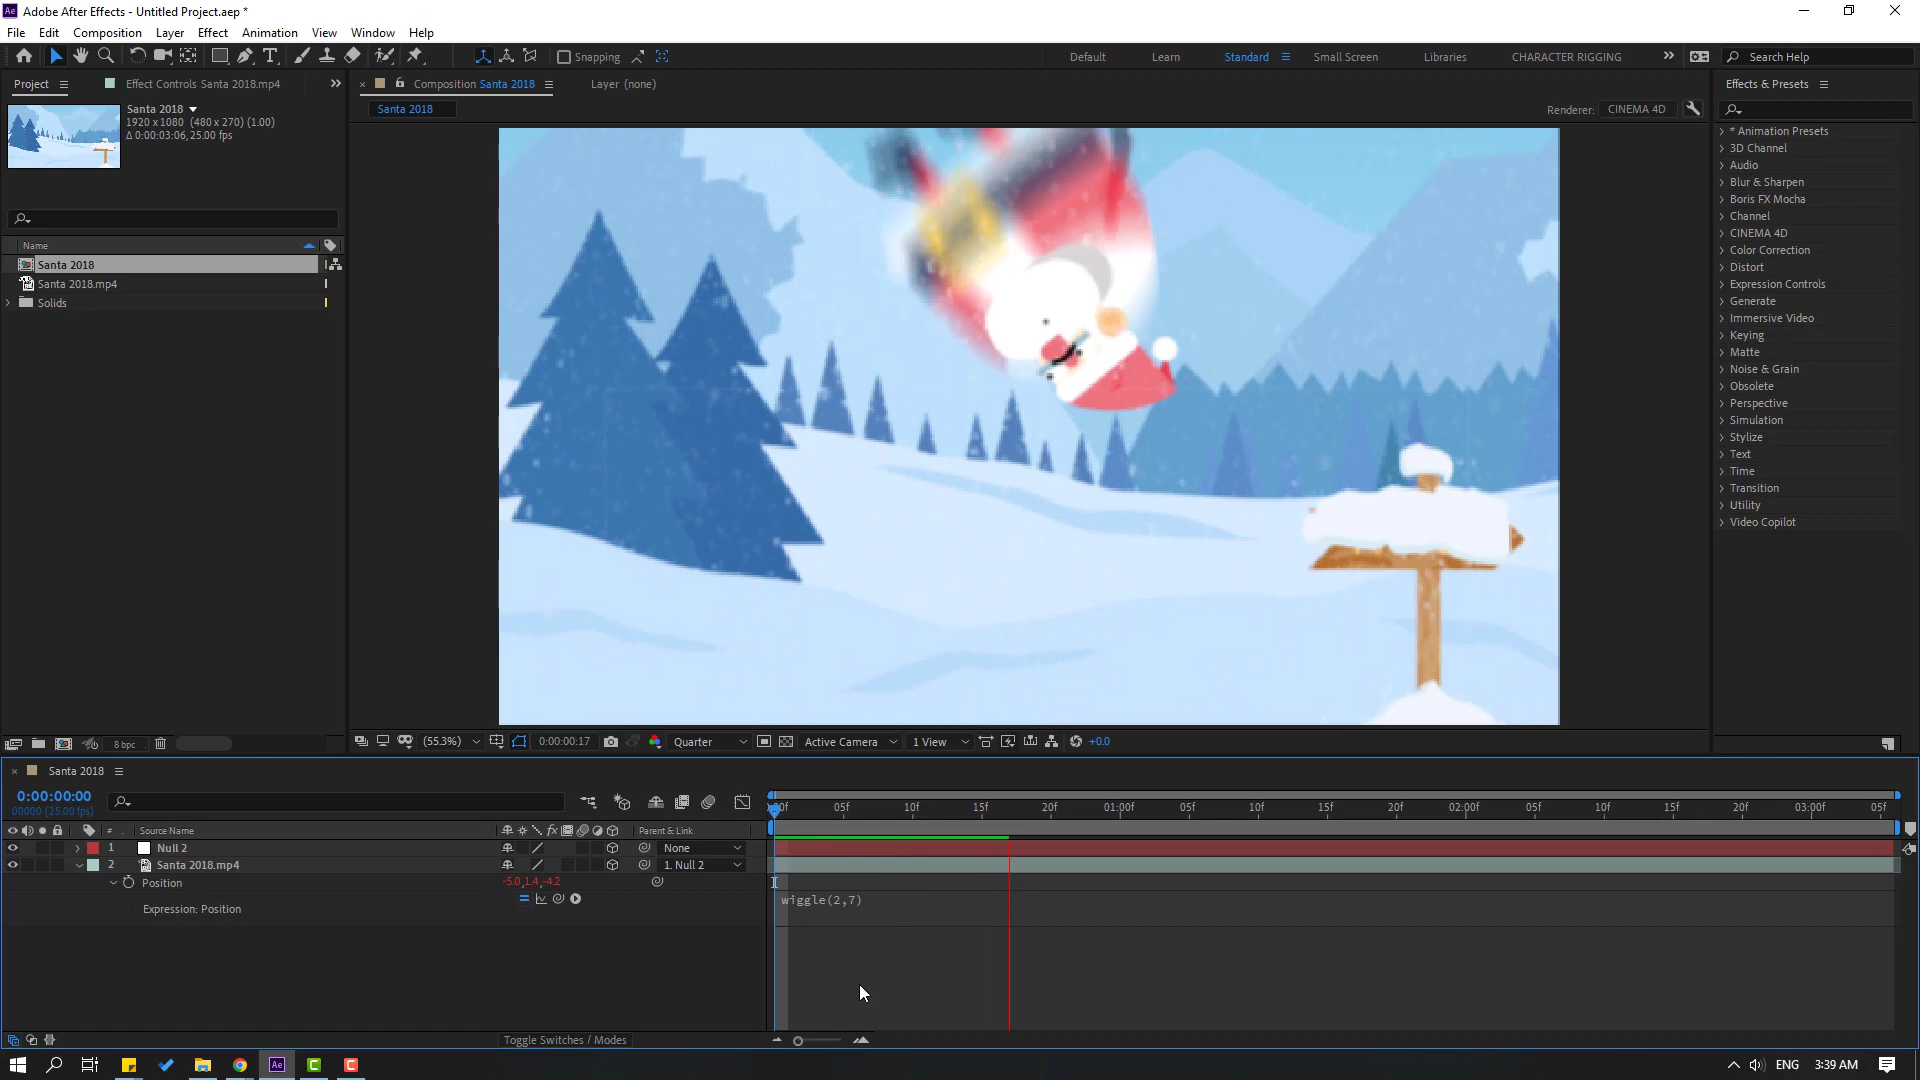 Adobe After Effects - Untitled Project.aep *
File Edit Composition Layer Effect Animation View Window Help
Snapping
Default Learn Standard Small Screen Libraries CHARACTER RIGGING Search Help
Project Effect Controls Santa 2018.mp4
Composition Santa 2018 Layer (none)
Effects & Presets
Santa 2018
1920 x 1080 (480 x 270) (1.00)
Δ 0:00:03:06, 25.00 fps
Santa 2018
Renderer: CINEMA 4D
Name
Santa 2018
Santa 2018.mp4
Solids
* Animation Presets
3D Channel
Audio
Blur & Sharpen
Boris FX Mocha
Channel
CINEMA 4D
Color Correction
Distort
Expression Controls
Generate
Immersive Video
Keying
Matte
Noise & Grain
Obsolete
Perspective
Simulation
Stylize
Text
Time
Transition
Utility
Video Copilot
8 bpc
(55.3%) 0:00:00:17 Quarter Active Camera 1 View +0.0
Santa 2018
0:00:00:00
00000 (25.00 fps)
:00f 05f 10f 15f 20f 01:00f 05f 10f 15f 20f 02:00f 05f 10f 15f 20f 03:00f 05f
# Source Name fx Parent & Link
1 Null 2 None
2 Santa 2018.mp4 1. Null 2
Position -5.0,1.4,-4.2
Expression: Position
wiggle(2,7)
Toggle Switches / Modes
Ae ENG 3:39 AM